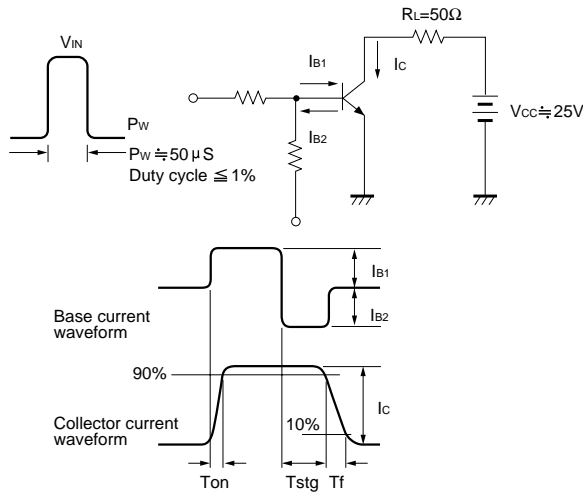 VIN
PW
PW≒50μS
Duty cycle ≦1%
RL=50Ω
IB1
IC
IB2
VCC≒25V
Base current
waveform
IB1
IB2
90%
Collector current
waveform
10%
IC
Ton
Tstg
Tf